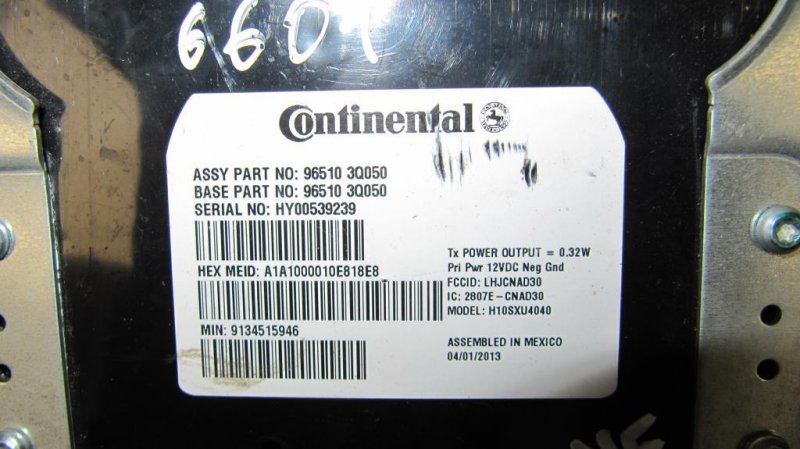 6601
Continental
ASSY PART NO: 96510 3Q050
BASE PART NO: 96510 3Q050
SERIAL NO: HY00539239
HEX MEID: A1A1000010E818E8
MIN: 9134515946
Tx POWER OUTPUT = 0.32W
Pri Pwr 12VDC Neg Gnd
FCCID: LHJCNAD30
IC: 2807E-CNAD30
MODEL: H10SXU4040
ASSEMBLED IN MEXICO
04/01/2013